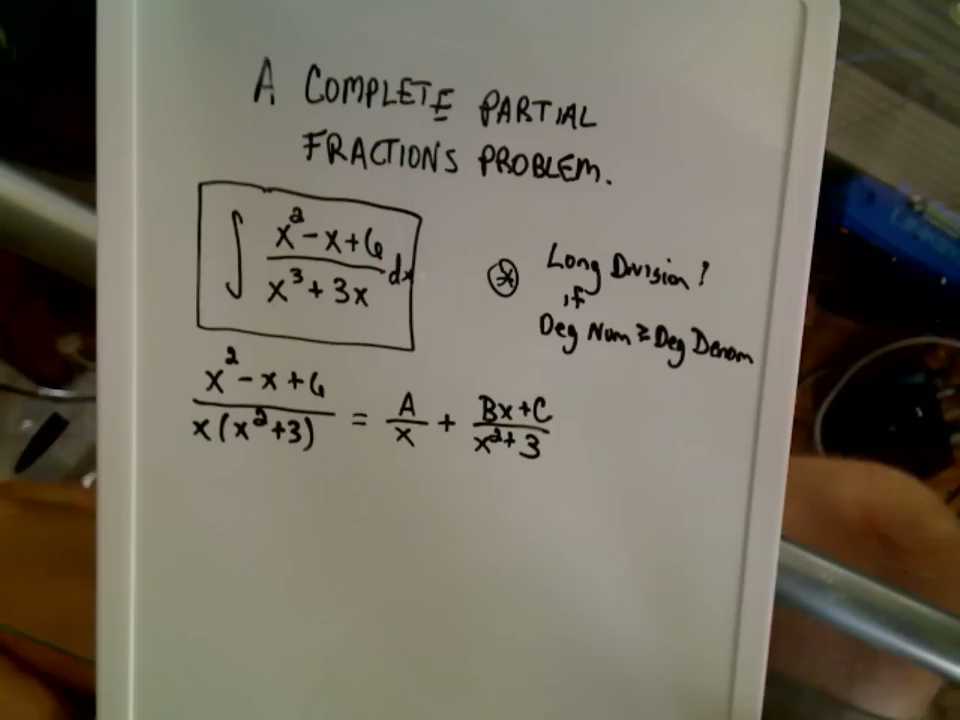 A COMPLETE PARTIAL
FRACTIONS PROBLEM.
∫ (x² - x + 6)/(x³ + 3x) dx
⊛ Long Division!
if
Deg Num ≥ Deg Denom
(x² - x + 6)/(x(x² + 3)) = A/x + (Bx + C)/(x² + 3)